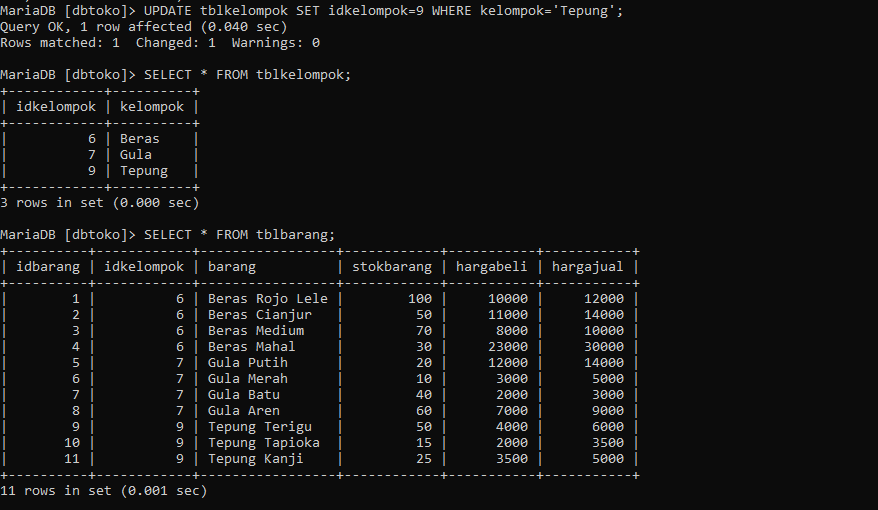 MariaDB [dbtoko]> UPDATE tblkelompok SET idkelompok=9 WHERE kelompok='Tepung';
Query OK, 1 row affected (0.040 sec)
Rows matched: 1  Changed: 1  Warnings: 0

MariaDB [dbtoko]> SELECT * FROM tblkelompok;
+------------+----------+
| idkelompok | kelompok |
+------------+----------+
|          6 | Beras    |
|          7 | Gula     |
|          9 | Tepung   |
+------------+----------+
3 rows in set (0.000 sec)

MariaDB [dbtoko]> SELECT * FROM tblbarang;
+----------+------------+-----------------+------------+-----------+-----------+
| idbarang | idkelompok | barang          | stokbarang | hargabeli | hargajual |
+----------+------------+-----------------+------------+-----------+-----------+
|        1 |          6 | Beras Rojo Lele |        100 |     10000 |     12000 |
|        2 |          6 | Beras Cianjur   |         50 |     11000 |     14000 |
|        3 |          6 | Beras Medium    |         70 |      8000 |     10000 |
|        4 |          6 | Beras Mahal     |         30 |     23000 |     30000 |
|        5 |          7 | Gula Putih      |         20 |     12000 |     14000 |
|        6 |          7 | Gula Merah      |         10 |      3000 |      5000 |
|        7 |          7 | Gula Batu       |         40 |      2000 |      3000 |
|        8 |          7 | Gula Aren       |         60 |      7000 |      9000 |
|        9 |          9 | Tepung Terigu   |         50 |      4000 |      6000 |
|       10 |          9 | Tepung Tapioka  |         15 |      2000 |      3500 |
|       11 |          9 | Tepung Kanji    |         25 |      3500 |      5000 |
+----------+------------+-----------------+------------+-----------+-----------+
11 rows in set (0.001 sec)